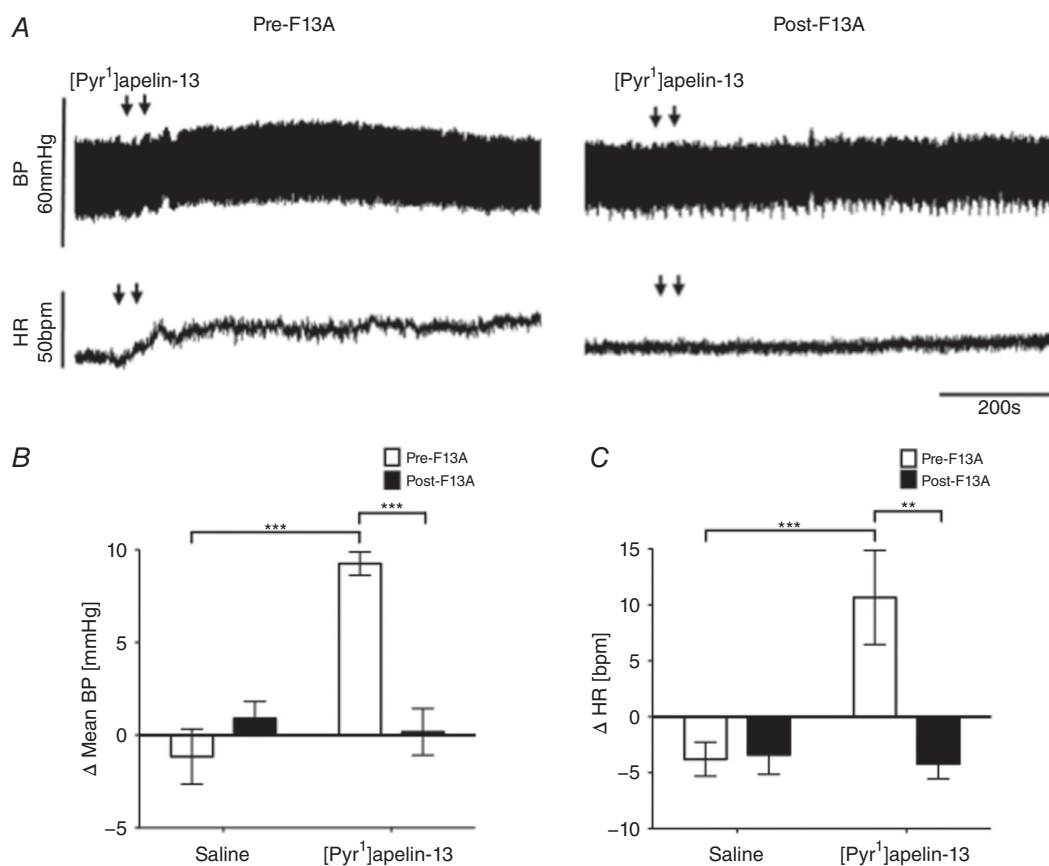 A
Pre-F13A
Post-F13A
[Pyr¹]apelin-13
[Pyr¹]apelin-13
BP
60mmHg
HR
50bpm
200s
B
Pre-F13A
Post-F13A
***
***
Δ Mean BP [mmHg]
10
5
0
−5
Saline
[Pyr¹]apelin-13
C
Pre-F13A
Post-F13A
***
**
Δ HR [bpm]
15
10
5
0
−5
−10
Saline
[Pyr¹]apelin-13